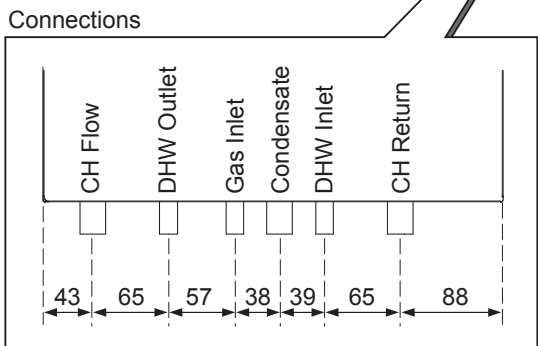 Connections
CH Flow
DHW Outlet
Gas Inlet
Condensate
DHW Inlet
CH Return
43 65 57 38 39 65 88